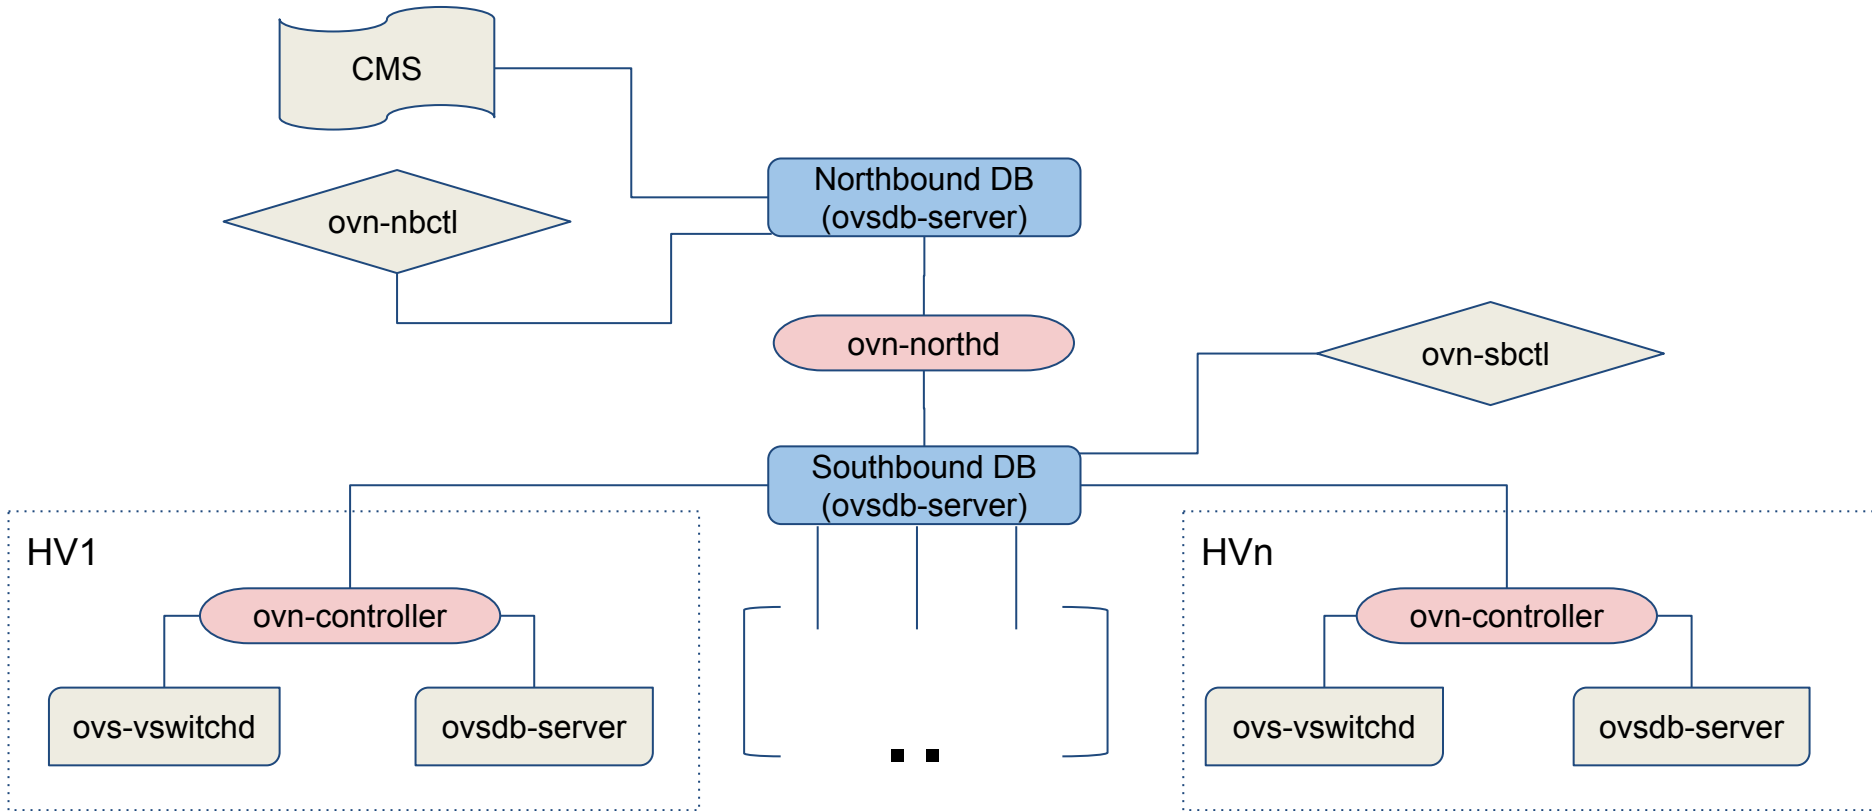 CMS
Northbound DB
(ovsdb-server)
ovn-nbctl
ovn-northd
ovn-sbctl
Southbound DB
(ovsdb-server)
HV1
ovn-controller
ovs-vswitchd
ovsdb-server
HVn
ovn-controller
ovs-vswitchd
ovsdb-server